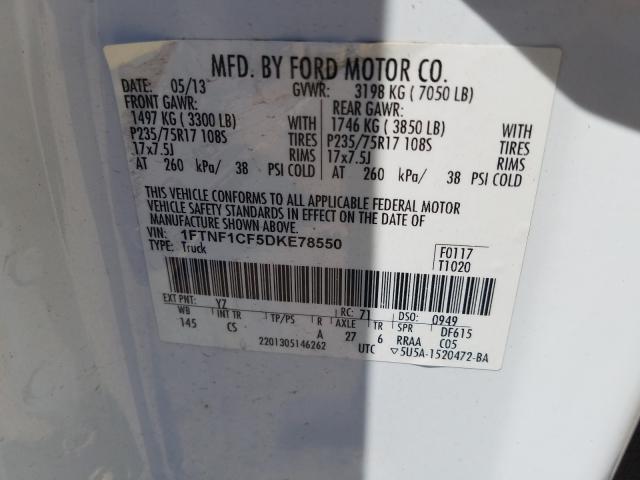 MFD. BY FORD MOTOR CO.
DATE: 05/13 GVWR: 3198 KG ( 7050 LB)
FRONT GAWR: REAR GAWR:
1497 KG ( 3300 LB) WITH 1746 KG ( 3850 LB) WITH
P235/75R17 108S TIRES P235/75R17 108S TIRES
17x7.5J RIMS 17x7.5J RIMS
AT 260 kPa/ 38 PSI COLD AT 260 kPa/ 38 PSI COLD
THIS VEHICLE CONFORMS TO ALL APPLICABLE FEDERAL MOTOR
VEHICLE SAFETY STANDARDS IN EFFECT ON THE DATE OF
MANUFACTURE SHOWN ABOVE.
VIN: 1FTNF1CF5DKE78550
TYPE: Truck
F0117
T1020
EXT PNT: YZ RC: 71 DSO: 0949
WB INT TR TP/PS R AXLE TR SPR DF615
145 CS A 27 6 RRAA C05
2201305146262 UTC ▽5U5A-1520472-BA